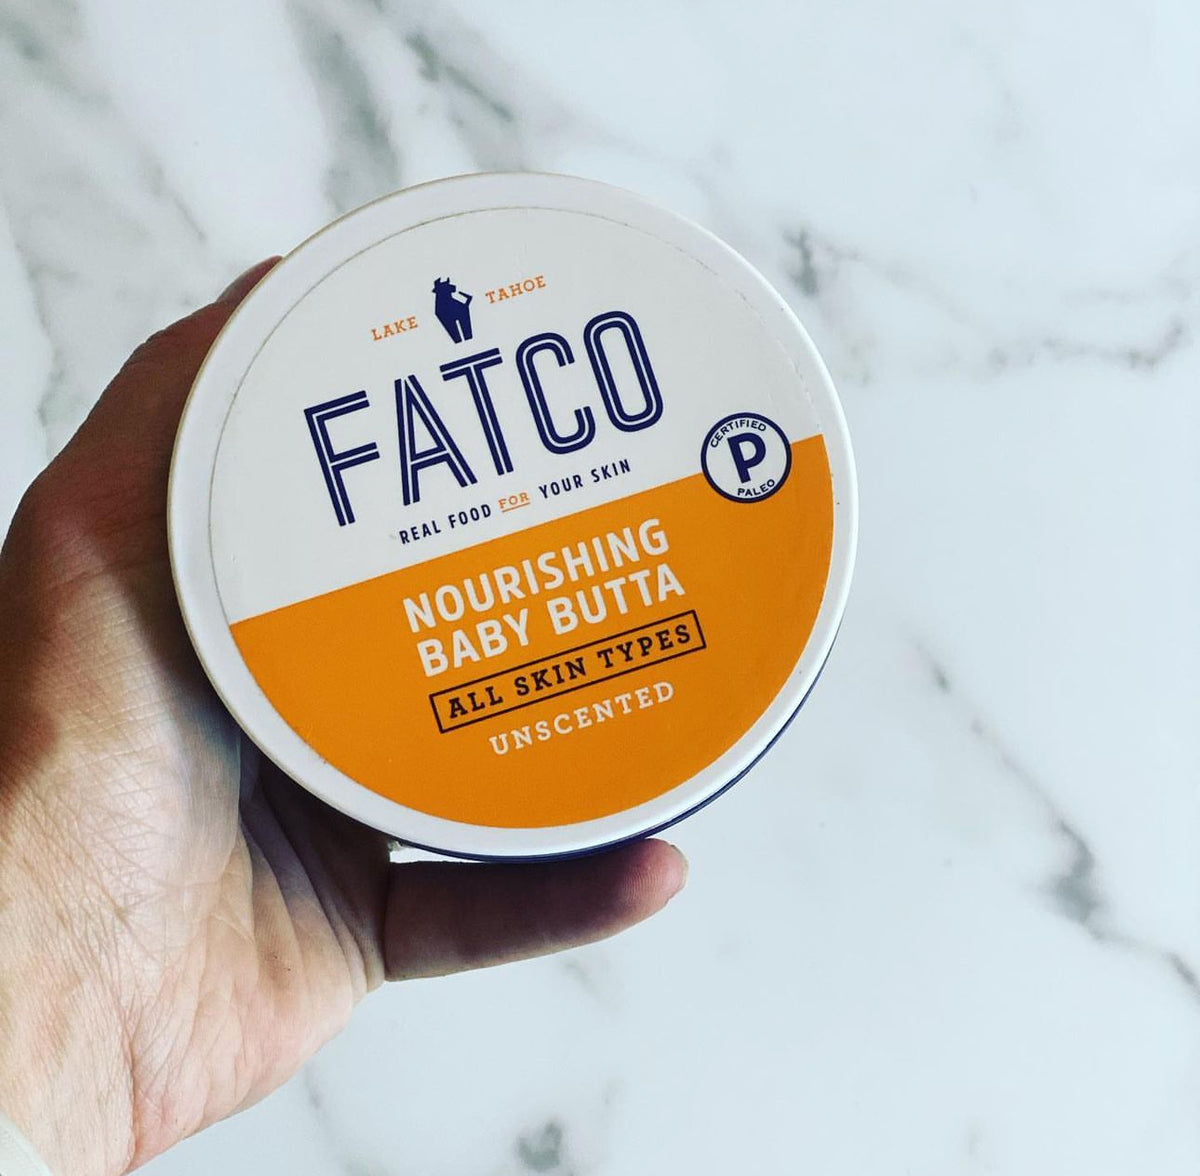 LAKE TAHOE
FATCO
REAL FOOD FOR YOUR SKIN
CERTIFIED
P
PALEO
NOURISHING
BABY BUTTA
ALL SKIN TYPES
UNSCENTED